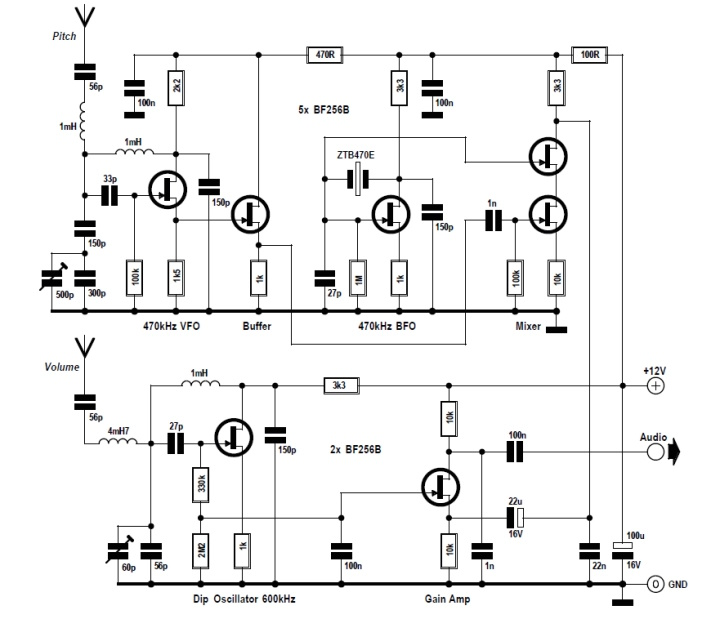 Pitch
56p
100n
2k2
470R
3k3
100n
100R
3k3
5x BF256B
1mH
1mH
ZTB470E
33p
150p
1n
150p
150p
500p
300p
100k
1k5
1k
27p
1M
1k
100k
10k
470kHz VFO
Buffer
470kHz BFO
Mixer
Volume
1mH
3k3
+12V
56p
4mH7
27p
150p
2x BF256B
10k
100n
Audio
330k
22u
16V
60p
56p
2M2
1k
100n
10k
1n
22n
100u
16V
0
GND
Dip Oscillator 600kHz
Gain Amp